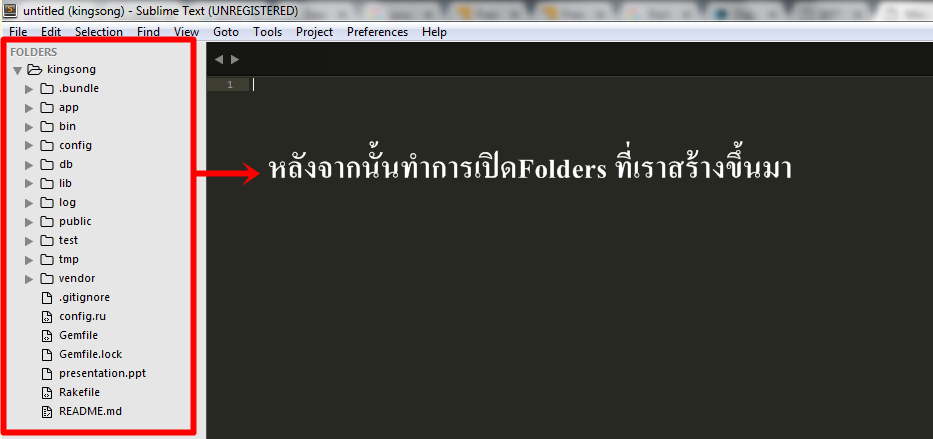 untitled (kingsong) - Sublime Text (UNREGISTERED)
File Edit Selection Find View Goto Tools Project Preferences Help
FOLDERS
kingsong
.bundle
app
bin
config
db
lib
log
public
test
tmp
vendor
.gitignore
config.ru
Gemfile
Gemfile.lock
presentation.ppt
Rakefile
README.md
1
หลังจากนั้นทำการเปิดFolders ที่เราสร้างขึ้นมา